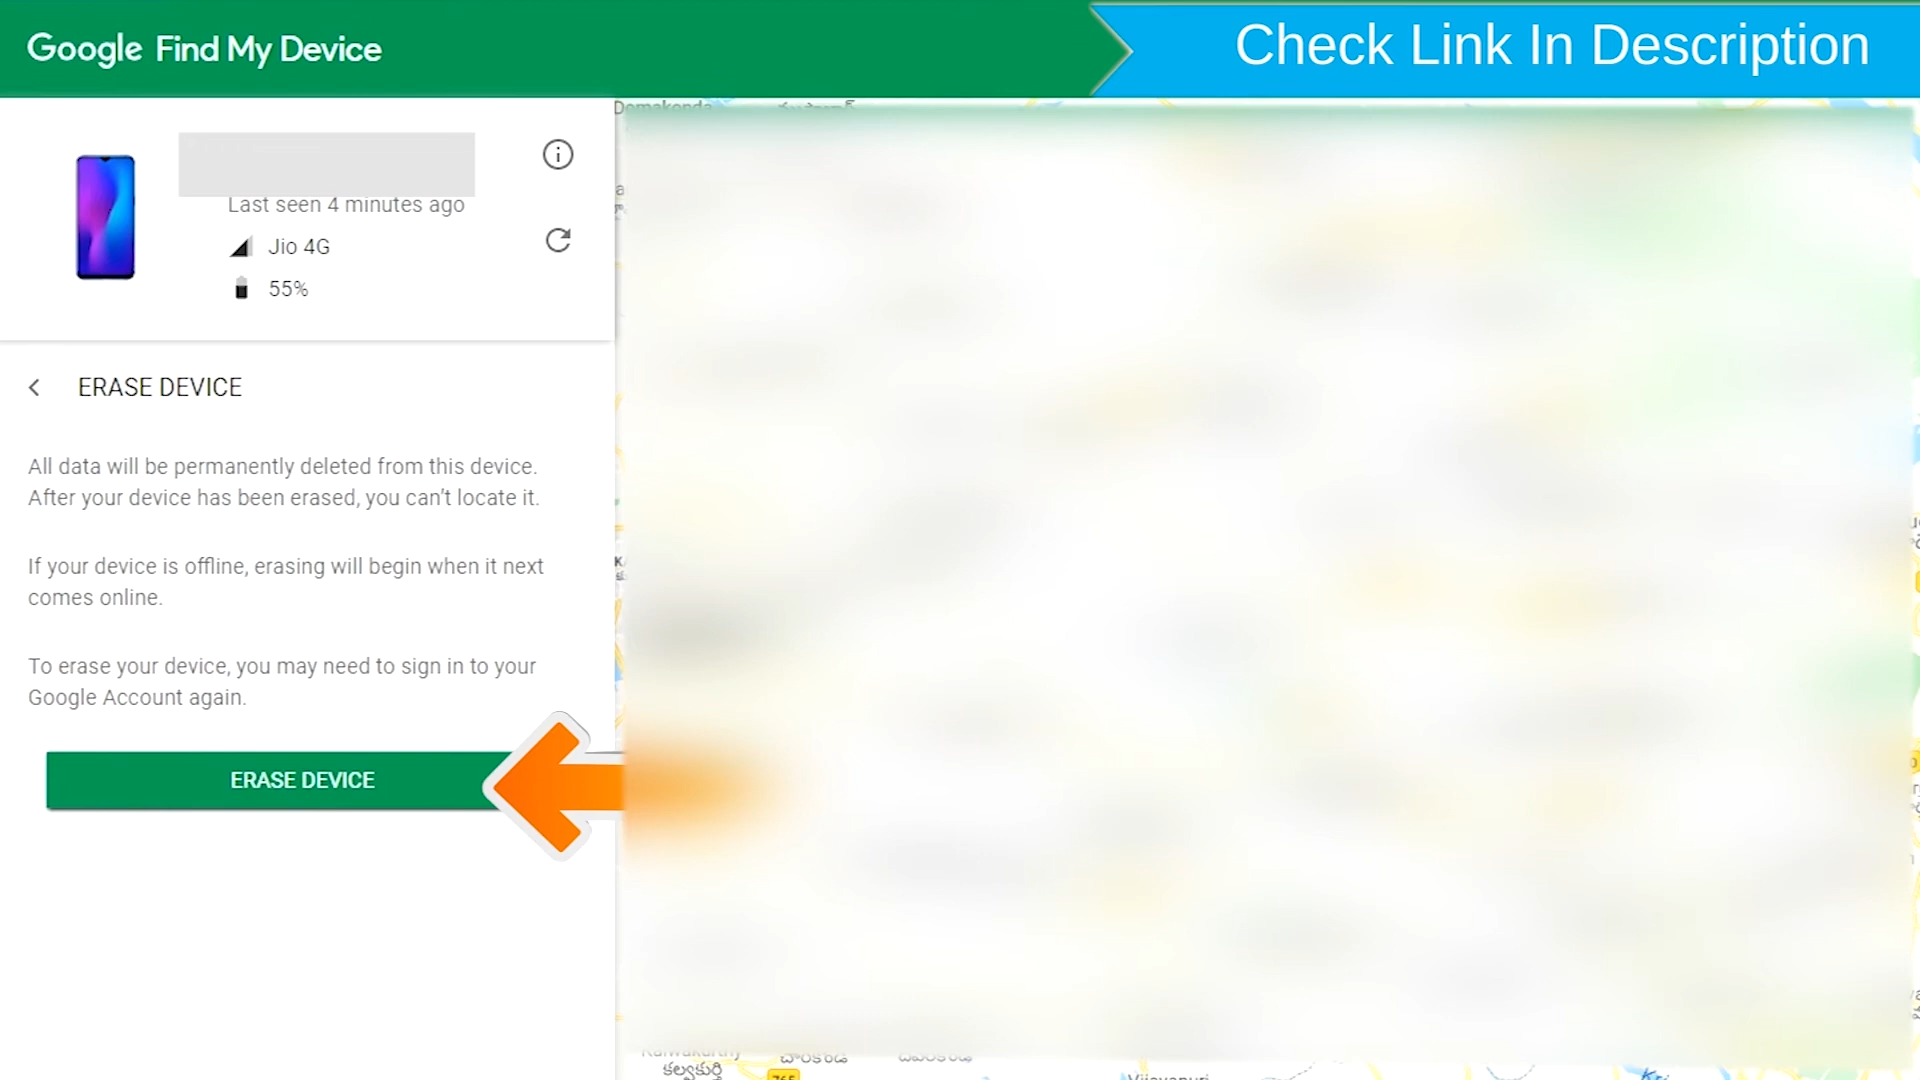 Google Find My Device
Check Link In Description
Last seen 4 minutes ago
Jio 4G
55%
ERASE DEVICE
All data will be permanently deleted from this device.
After your device has been erased, you can't locate it.
If your device is offline, erasing will begin when it next
comes online.
To erase your device, you may need to sign in to your
Google Account again.
ERASE DEVICE
కల్వకుర్తి
765